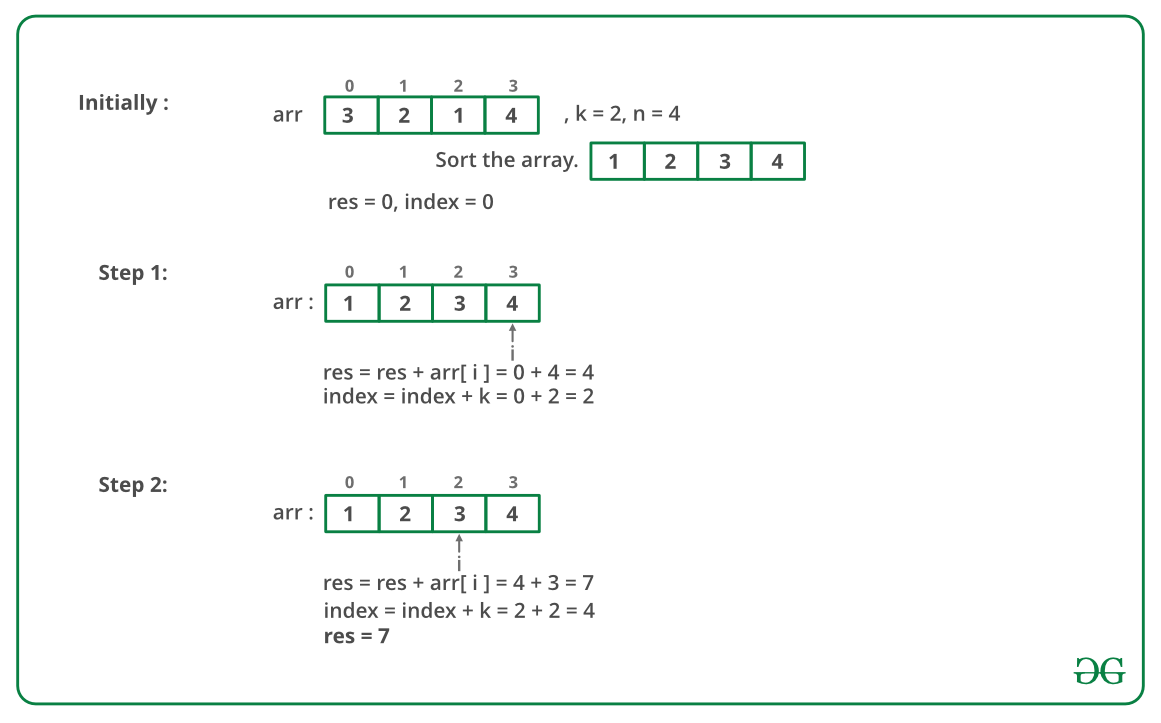 Initially :
0 1 2 3
arr 3 2 1 4 , k = 2, n = 4
Sort the array. 1 2 3 4
res = 0, index = 0
Step 1:
0 1 2 3
arr : 1 2 3 4
i
res = res + arr[ i ] = 0 + 4 = 4
index = index + k = 0 + 2 = 2
Step 2:
0 1 2 3
arr : 1 2 3 4
i
res = res + arr[ i ] = 4 + 3 = 7
index = index + k = 2 + 2 = 4
res = 7